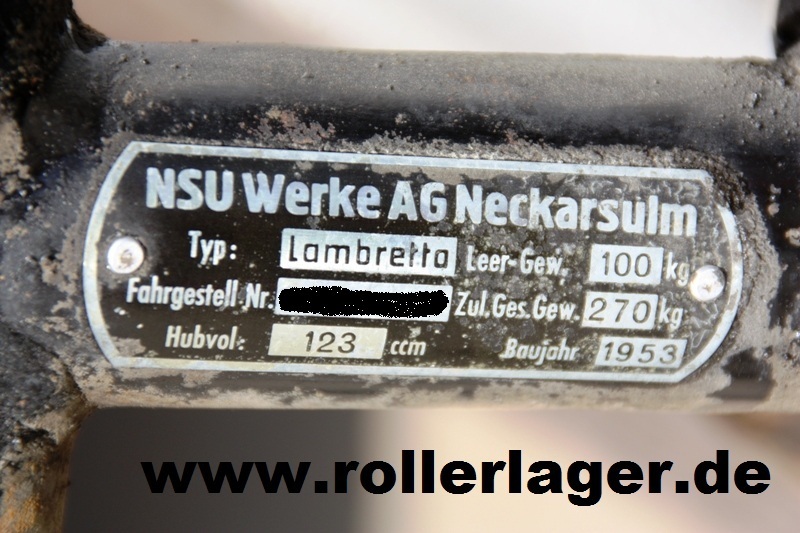 NSU Werke AG Neckarsulm
Typ: Lambretta Leer-Gew. 100 kg
Fahrgestell Nr. Zul.Ges.Gew. 270 kg
Hubvol: 123 ccm Baujahr 1953
www.rollerlager.de